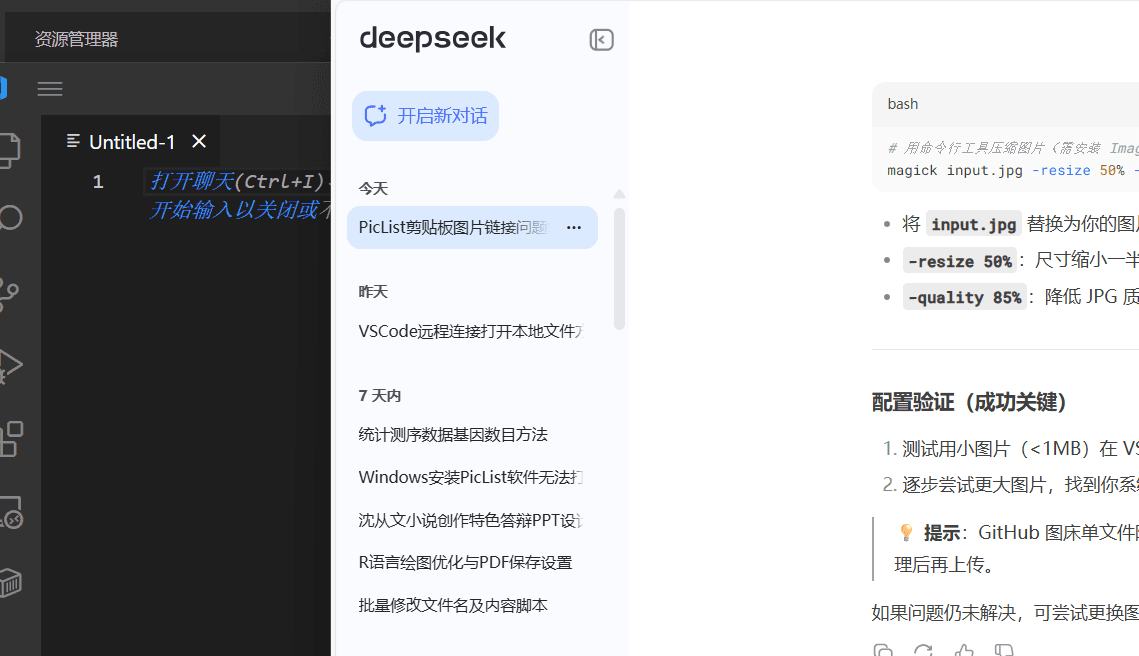 资源管理器
Untitled-1
1
打开聊天(Ctrl+I)
开始输入以关闭或
deepseek
开启新对话
今天
PicList剪贴板图片链接问题
昨天
VSCode远程连接打开本地文件
7 天内
统计测序数据基因数目方法
Windows安装PicList软件无法打
沈从文小说创作特色答辩PPT设
R语言绘图优化与PDF保存设置
批量修改文件名及内容脚本
bash
# 用命令行工具压缩图片（需安装 Imag
magick input.jpg -resize 50% -
将 input.jpg 替换为你的图
-resize 50%：尺寸缩小一半
-quality 85%：降低 JPG 质
配置验证（成功关键）
1. 测试用小图片（<1MB）在 VS
2. 逐步尝试更大图片，找到你系
💡 提示：GitHub 图床单文件
理后再上传。
如果问题仍未解决，可尝试更换图